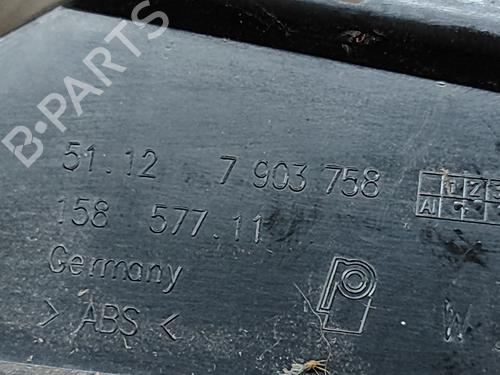 B-PARTS
51.12 7 903 758
158 577.11
Germany
> ABS <